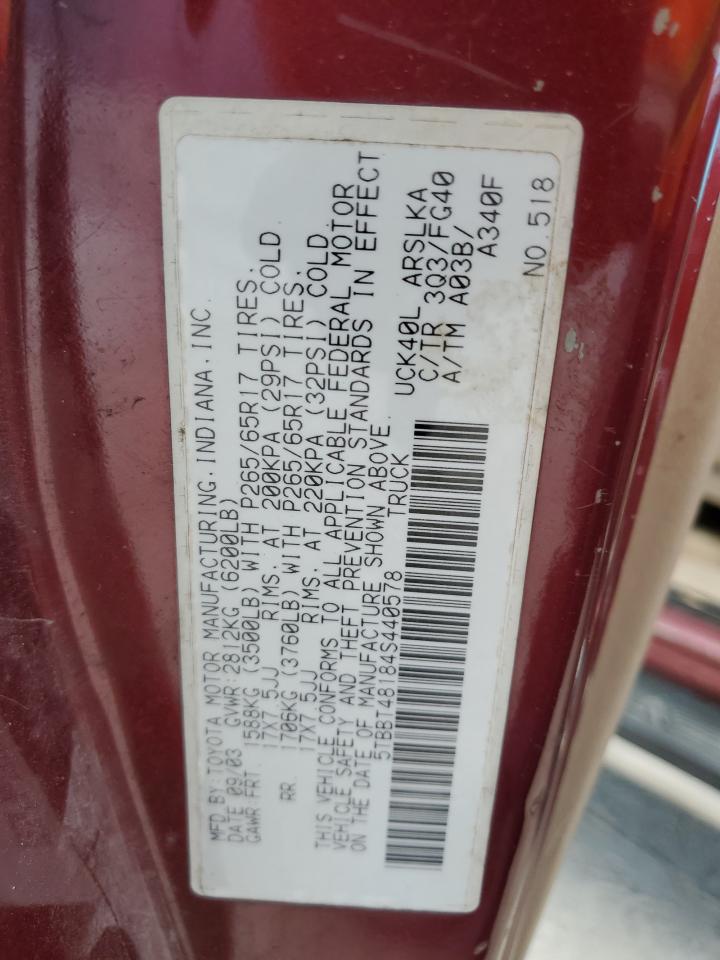 MFD.BY:TOYOTA MOTOR MANUFACTURING.INDIANA.INC.
DATE 09/03 GVWR:2812KG(6200LB)
GAWR FRT. 1588KG (3500LB) WITH P265/65R17 TIRES.
17X7.5JJ RIMS. AT 200KPA (29PSI) COLD
RR. 1706KG (3760LB) WITH P265/65R17 TIRES.
17X7.5JJ RIMS. AT 220KPA (32PSI) COLD.
THIS VEHICLE CONFORMS TO ALL APPLICABLE FEDERAL MOTOR
VEHICLE SAFETY AND THEFT PREVENTION STANDARDS IN EFFECT
ON THE DATE OF MANUFACTURE SHOWN ABOVE.
5TBBT48184S440578 TRUCK
UCK40L ARSLKA
C/TR 3Q3/FG40
A/TM A03B/
A340F
NO.518